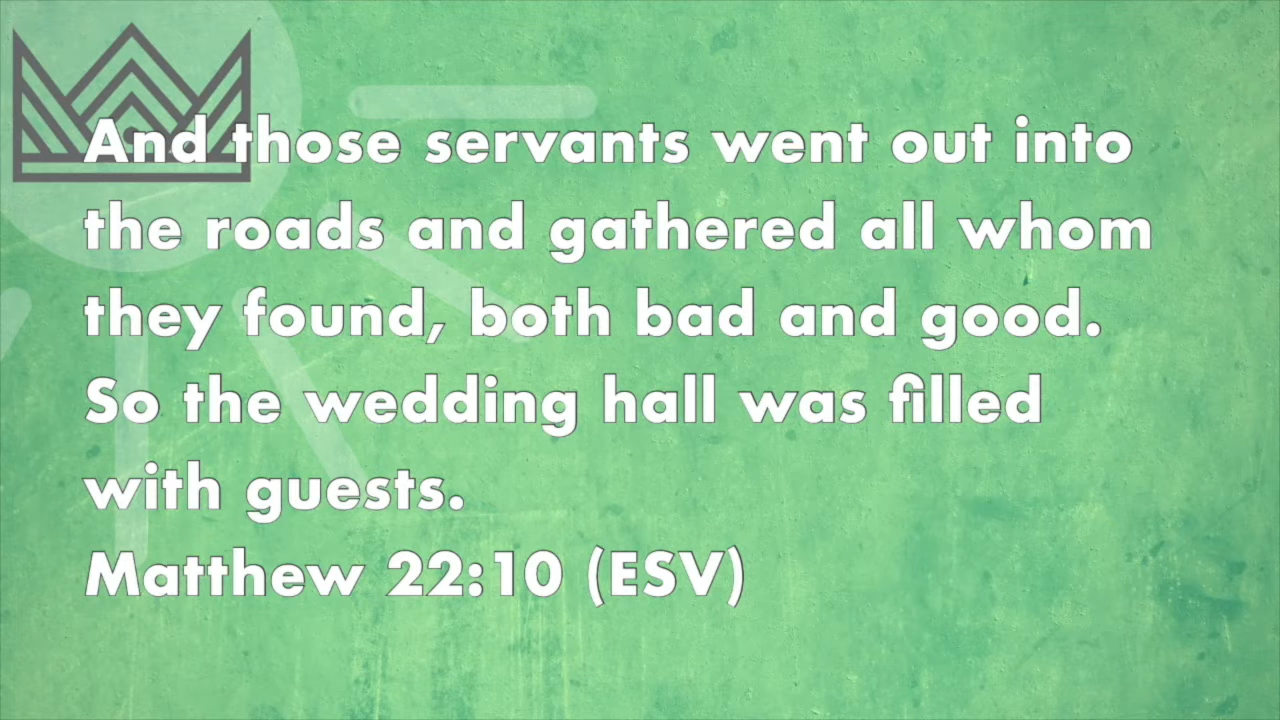 And those servants went out into
the roads and gathered all whom
they found, both bad and good.
So the wedding hall was filled
with guests.
Matthew 22:10 (ESV)